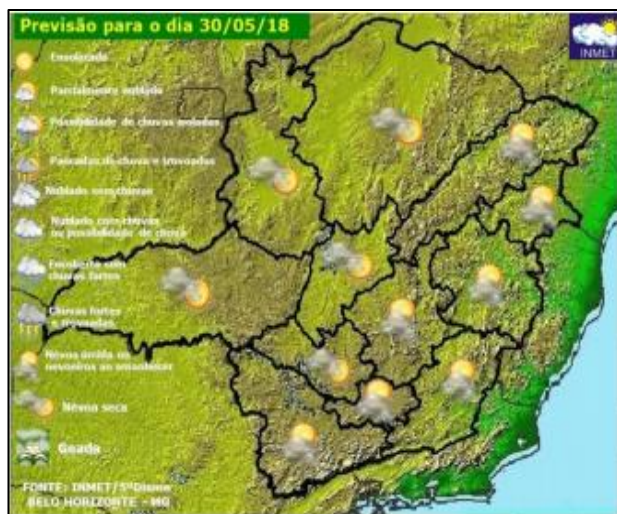 Previsão para o dia 30/05/18
INMET
Ensolarado
Parcialmente nublado
Possibilidade de chuvas isoladas
Pancadas de chuva e trovoadas
Nublado sem chuvas
Nublado com chuvas
ou possibilidade de chuva
Encoberto com
chuvas fortes
Chuvas fortes
e trovoadas
Névoa úmida ou
nevoeiros ao amanhecer
Névoa seca
Geada
FONTE: INMET/5ºDisme
BELO HORIZONTE - MG